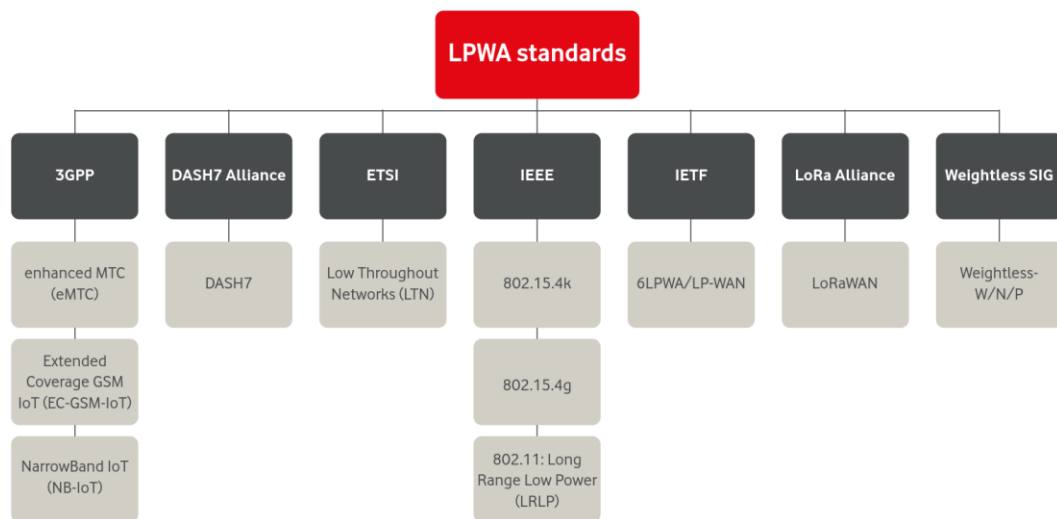 LPWA standards
3GPP
DASH7 Alliance
ETSI
IEEE
IETF
LoRa Alliance
Weightless SIG
enhanced MTC
(eMTC)
DASH7
Low Throughout
Networks (LTN)
802.15.4k
6LPWA/LP-WAN
LoRaWAN
Weightless-
W/N/P
Extended
Coverage GSM
IoT (EC-GSM-IoT)
802.15.4g
NarrowBand IoT
(NB-IoT)
802.11: Long
Range Low Power
(LRLP)